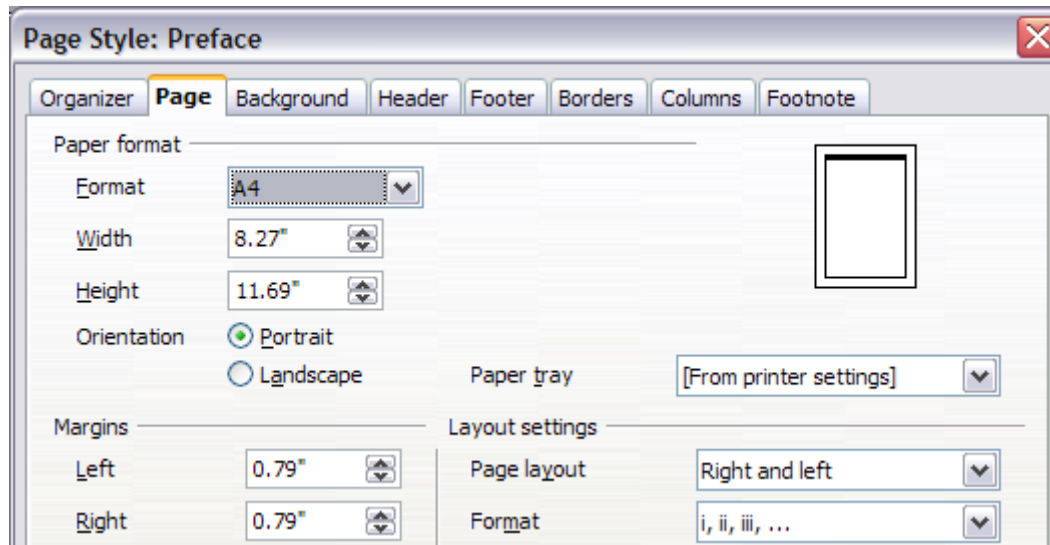 Page Style: Preface
Organizer Page Background Header Footer Borders Columns Footnote
Paper format
Format A4
Width 8.27"
Height 11.69"
Orientation Portrait
Landscape Paper tray [From printer settings]
Margins Layout settings
Left 0.79" Page layout Right and left
Right 0.79" Format i, ii, iii, ...